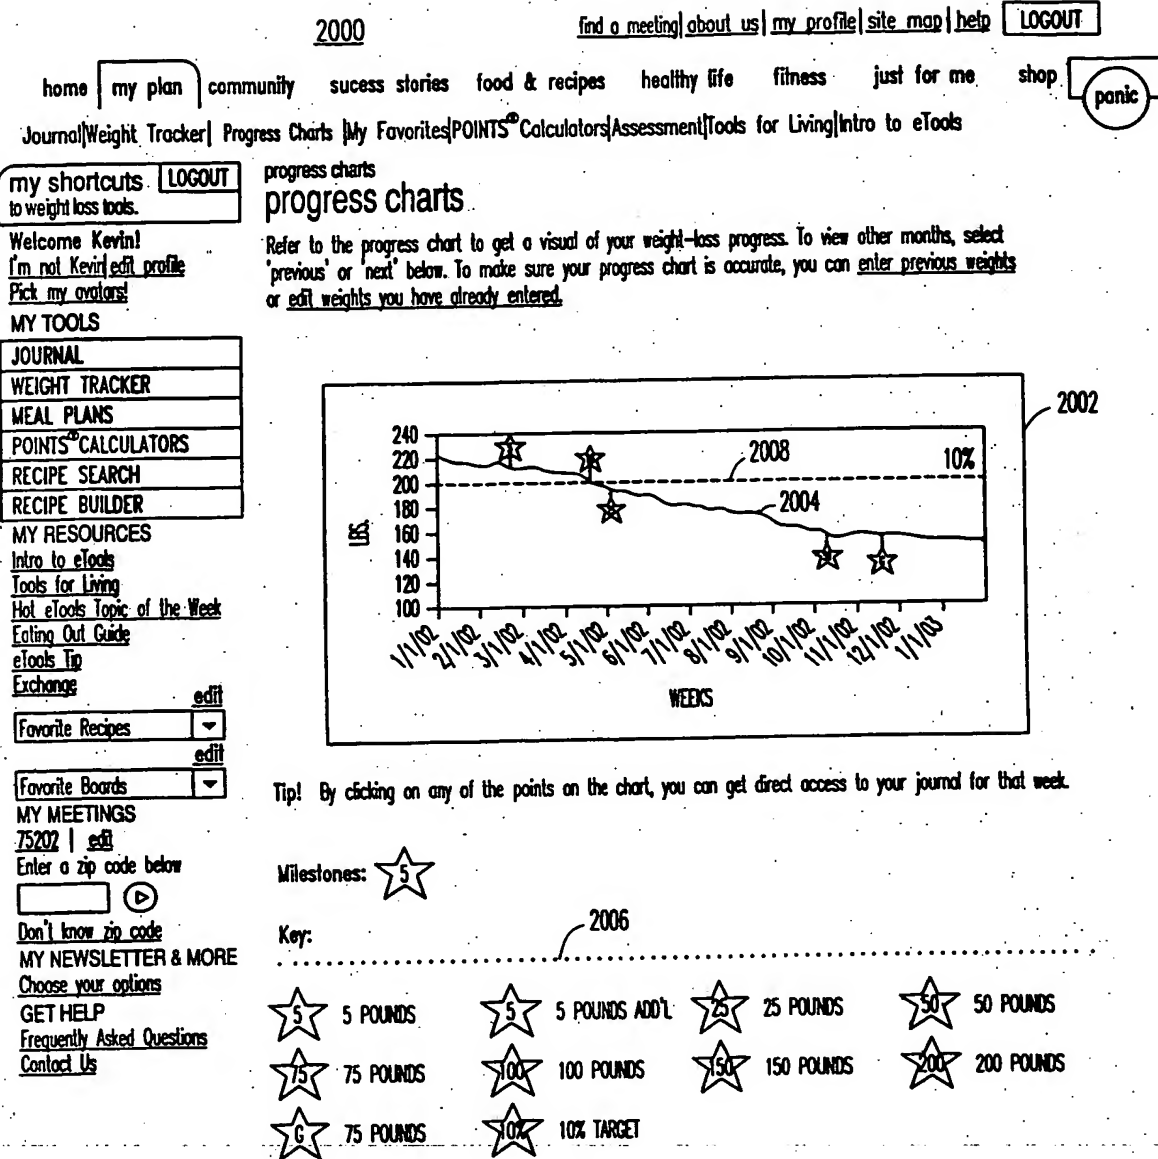 2000
find a meeting| about us| my profile| site map| help LOGOUT
home my plan community sucess stories food & recipes healthy life fitness just for me shop panic
Journal|Weight Tracker| Progress Charts |My Favorites|POINTS® Calculators|Assessment|Tools for Living|Intro to eTools
my shortcuts LOGOUT
to weight loss tools.
Welcome Kevin!
I'm not Kevin| edit profile
Pick my avatars!
MY TOOLS
JOURNAL
WEIGHT TRACKER
MEAL PLANS
POINTS® CALCULATORS
RECIPE SEARCH
RECIPE BUILDER
MY RESOURCES
Intro to eTools
Tools for Living
Hot eTools Topic of the Week
Eating Out Guide
eTools Tip
Exchange
edit
Favorite Recipes
edit
Favorite Boards
MY MEETINGS
75202 | edit
Enter a zip code below
Don't know zip code
MY NEWSLETTER & MORE
Choose your options
GET HELP
Frequently Asked Questions
Contact Us
progress charts
progress charts
Refer to the progress chart to get a visual of your weight-loss progress. To view other months, select
'previous' or 'next' below. To make sure your progress chart is accurate, you can enter previous weights
or edit weights you have already entered.
2002
240
220
200
180
160
140
120
100
LBS.
2008
10%
2004
G
1/1/02 2/1/02 3/1/02 4/1/02 5/1/02 6/1/02 7/1/02 8/1/02 9/1/02 10/1/02 11/1/02 12/1/02 1/1/03
WEEKS
Tip! By clicking on any of the points on the chart, you can get direct access to your journal for that week.
Milestones: 5
Key:
2006
5 5 POUNDS 5 5 POUNDS ADD'L 25 25 POUNDS 50 50 POUNDS
75 75 POUNDS 100 100 POUNDS 150 150 POUNDS 200 200 POUNDS
G 75 POUNDS 10% 10% TARGET